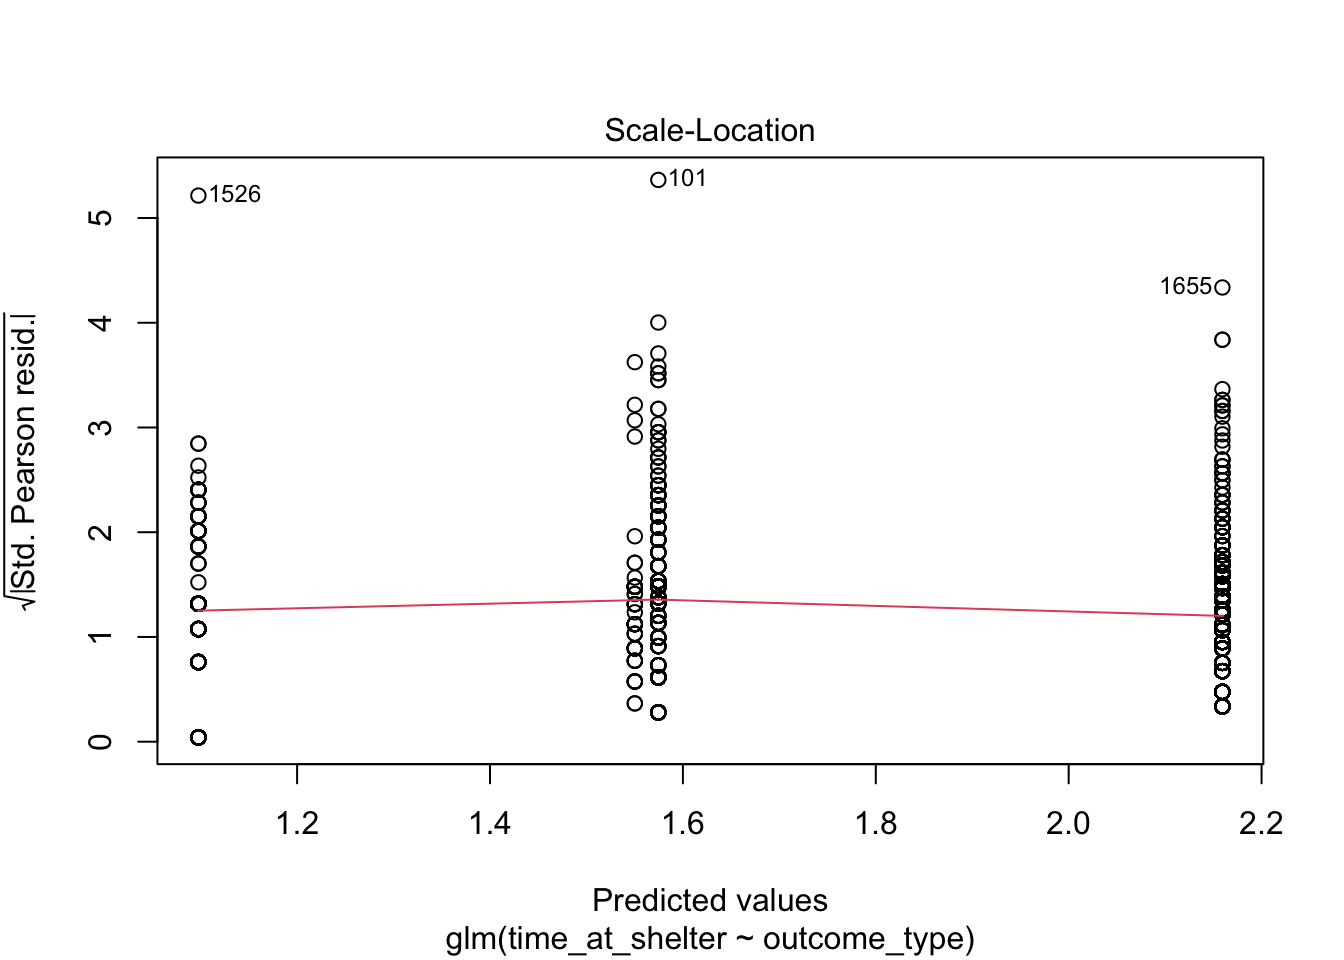 Scale-Location
1526
101
1655
√|Std. Pearson resid.|
5
4
3
2
1
0
1.2 1.4 1.6 1.8 2.0 2.2
Predicted values
glm(time_at_shelter ~ outcome_type)